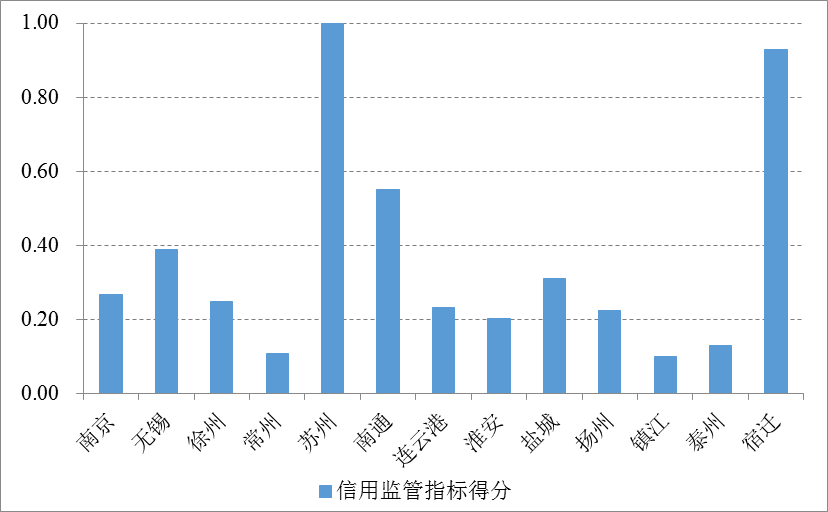 1.00
0.80
0.60
0.40
0.20
0.00
南京
无锡
徐州
常州
苏州
南通
连云港
淮安
盐城
扬州
镇江
泰州
宿迁
信用监管指标得分